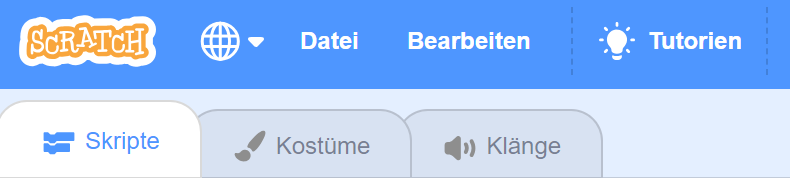 SCRATCH Datei Bearbeiten Tutorien
Skripte Kostüme Klänge